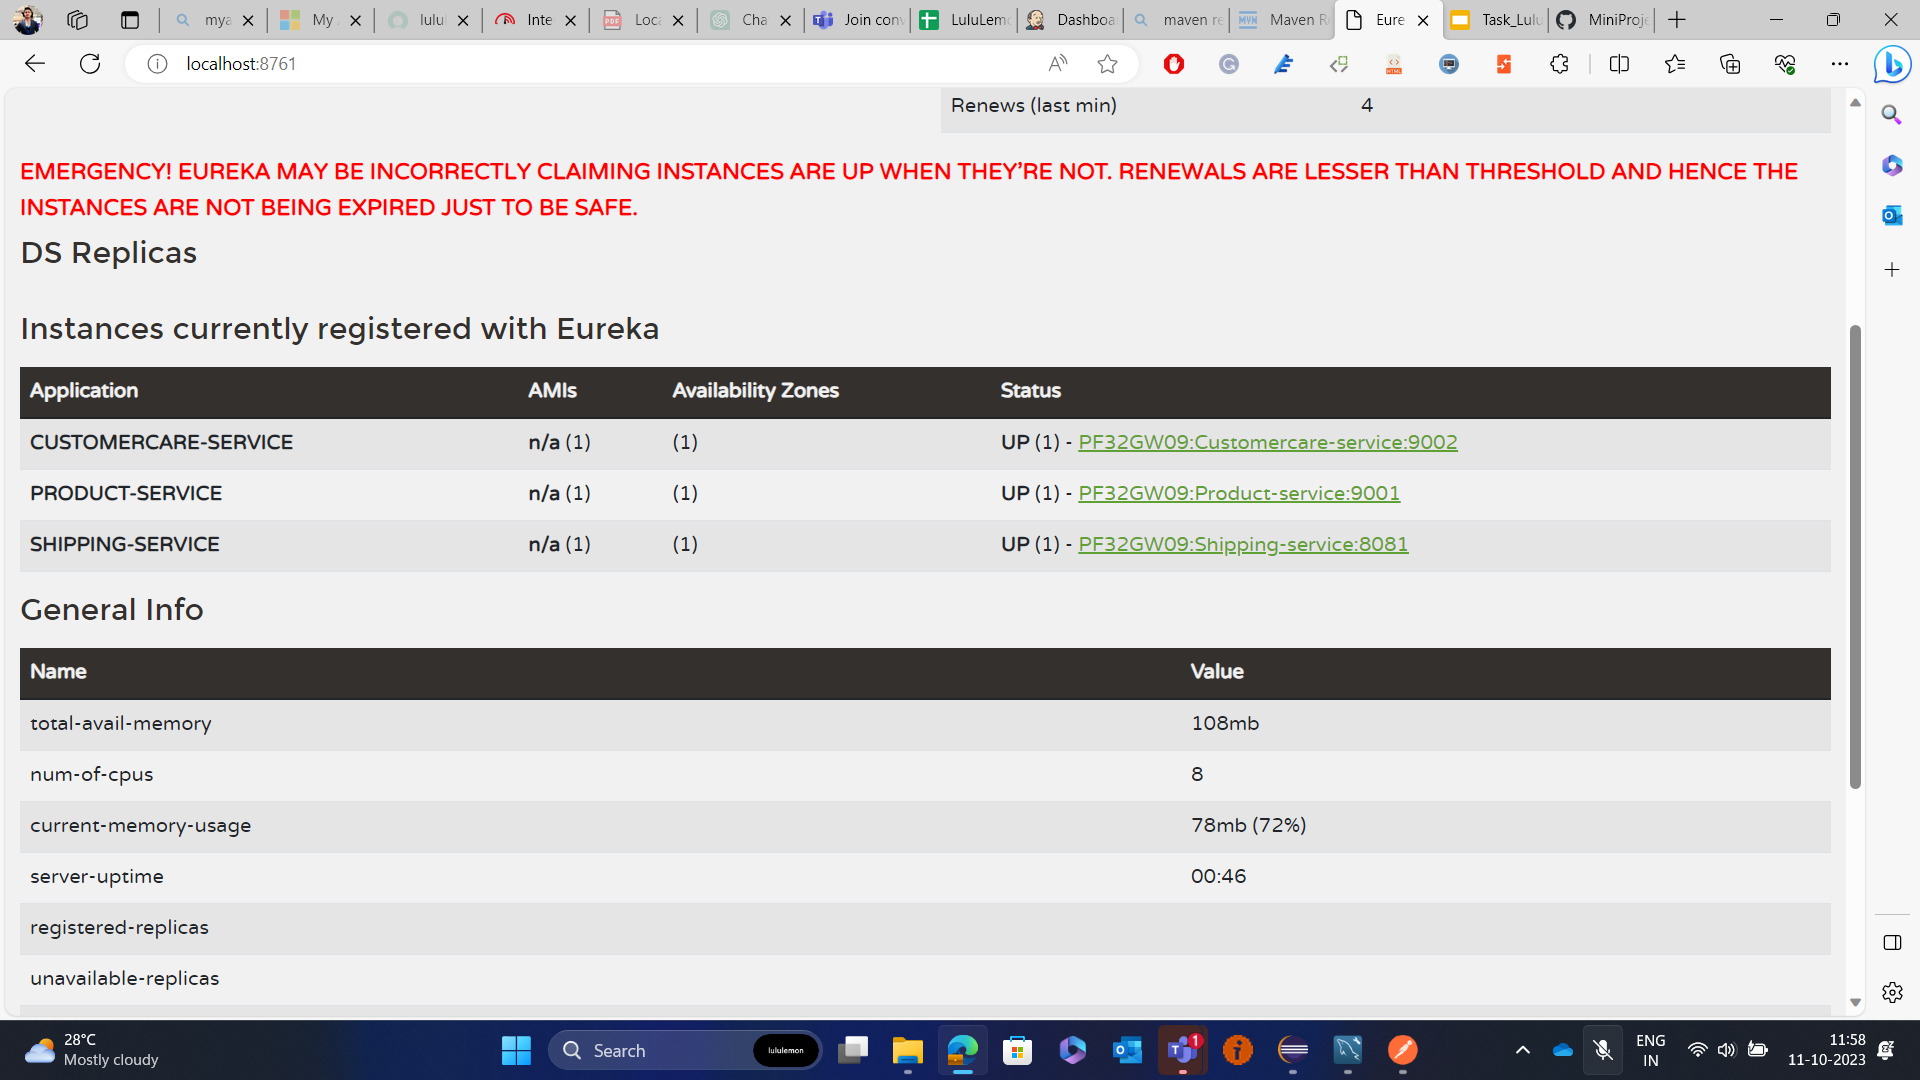 mya
My
lulul
Inte
Loca
Cha
Join conv
LuluLemo
Dashboa
maven re
MVN
Maven R
Eure
Task_Lulu
MiniProje
localhost:8761
Renews (last min) 4
EMERGENCY! EUREKA MAY BE INCORRECTLY CLAIMING INSTANCES ARE UP WHEN THEY’RE NOT. RENEWALS ARE LESSER THAN THRESHOLD AND HENCE THE
INSTANCES ARE NOT BEING EXPIRED JUST TO BE SAFE.
DS Replicas
Instances currently registered with Eureka
Application AMIs Availability Zones Status
CUSTOMERCARE-SERVICE n/a (1) (1) UP (1) - PF32GW09:Customercare-service:9002
PRODUCT-SERVICE n/a (1) (1) UP (1) - PF32GW09:Product-service:9001
SHIPPING-SERVICE n/a (1) (1) UP (1) - PF32GW09:Shipping-service:8081
General Info
Name Value
total-avail-memory 108mb
num-of-cpus 8
current-memory-usage 78mb (72%)
server-uptime 00:46
registered-replicas
unavailable-replicas
28°C
Mostly cloudy
Search
lululemon
1
ENG
IN
11:58
11-10-2023